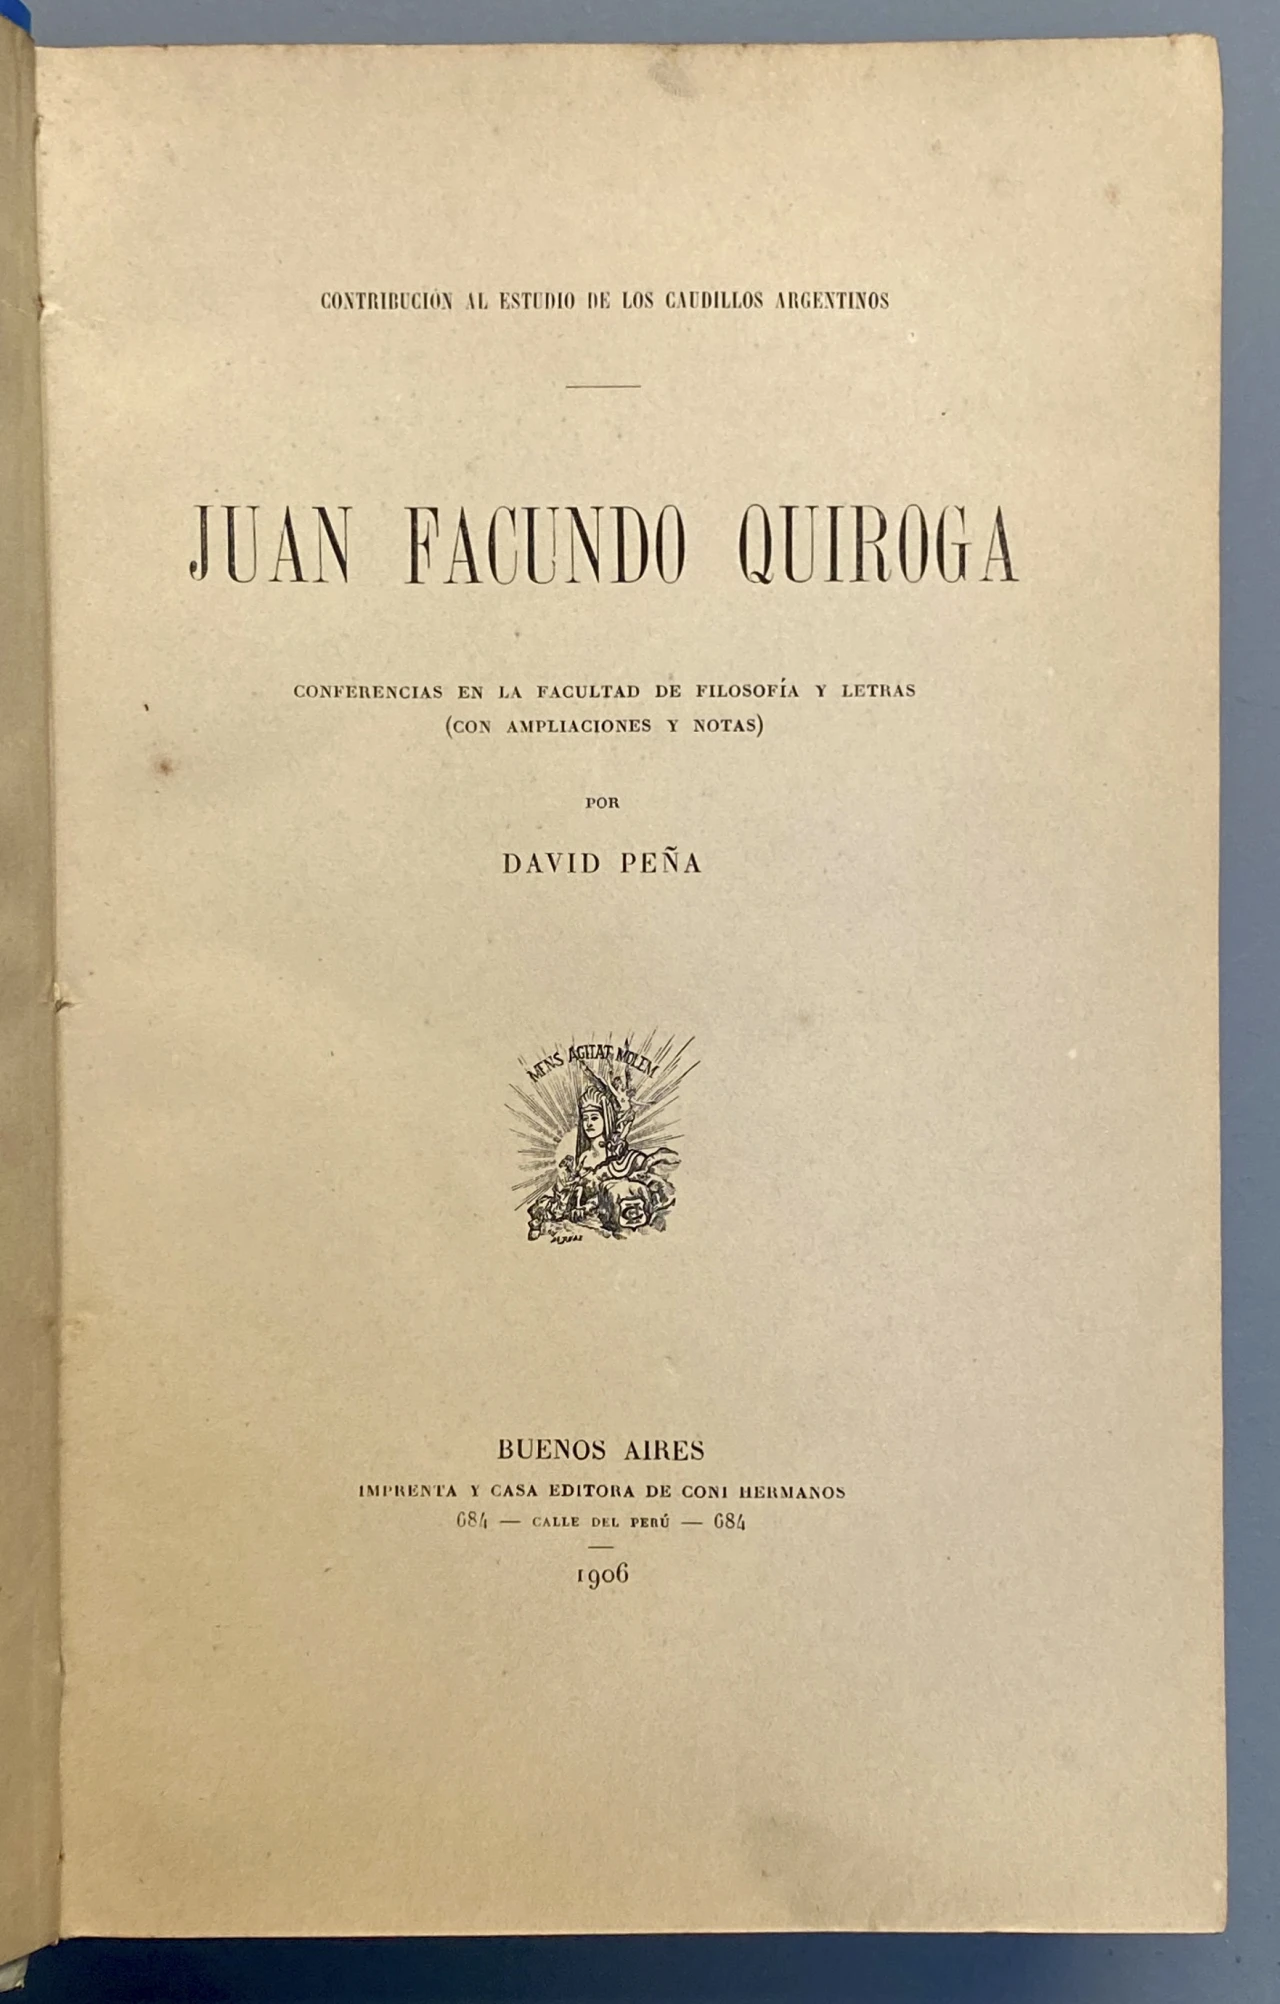 CONTRIBUCIÓN AL ESTUDIO DE LOS CAUDILLOS ARGENTINOS
JUAN FACUNDO QUIROGA
CONFERENCIAS EN LA FACULTAD DE FILOSOFÍA Y LETRAS
(CON AMPLIACIONES Y NOTAS)
POR
DAVID PEÑA
MENS AGITAT MOLEM
BUENOS AIRES
IMPRENTA Y CASA EDITORA DE CONI HERMANOS
684 — CALLE DEL PERÚ — 684
1906